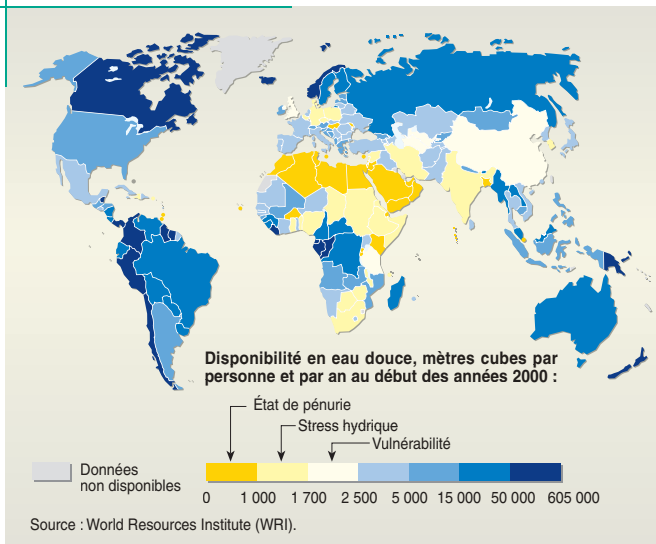 Disponibilité en eau douce, mètres cubes par
personne et par an au début des années 2000 :
État de pénurie
Stress hydrique
Vulnérabilité
Données
non disponibles
0 1 000 1 700 2 500 5 000 15 000 50 000 605 000
Source : World Resources Institute (WRI).